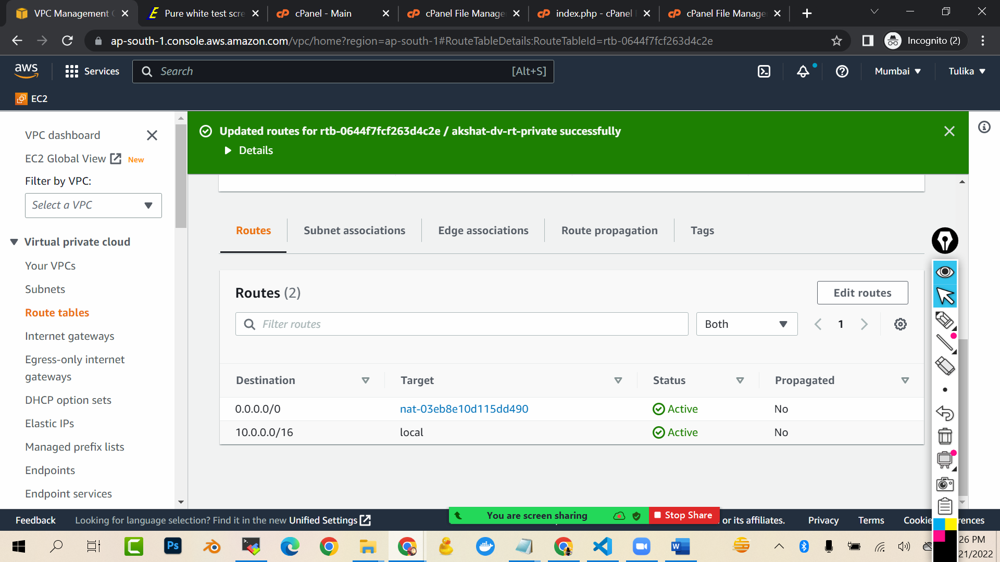 VPC Management C
Pure white test scre
cPanel - Main
cPanel File Manage
index.php - cPanel
cPanel File Manage
ap-south-1.console.aws.amazon.com/vpc/home?region=ap-south-1#RouteTableDetails:RouteTableId=rtb-0644f7fcf263d4c2e
Incognito (2)
aws
Services
Search
[Alt+S]
Mumbai
Tulika
EC2
VPC dashboard
EC2 Global View
New
Filter by VPC:
Select a VPC
Virtual private cloud
Your VPCs
Subnets
Route tables
Internet gateways
Egress-only internet
gateways
DHCP option sets
Elastic IPs
Managed prefix lists
Endpoints
Endpoint services
Updated routes for rtb-0644f7fcf263d4c2e / akshat-dv-rt-private successfully
Details
Routes
Subnet associations
Edge associations
Route propagation
Tags
Routes (2)
Edit routes
Filter routes
Both
1
Destination
Target
Status
Propagated
0.0.0.0/0
nat-03eb8e10d115dd490
Active
No
10.0.0.0/16
local
Active
No
Feedback
Looking for language selection? Find it in the new Unified Settings
You are screen sharing
Stop Share
or its affiliates.
Privacy
Terms
Cookie
rences
Ps
W
26 PM
21/2022